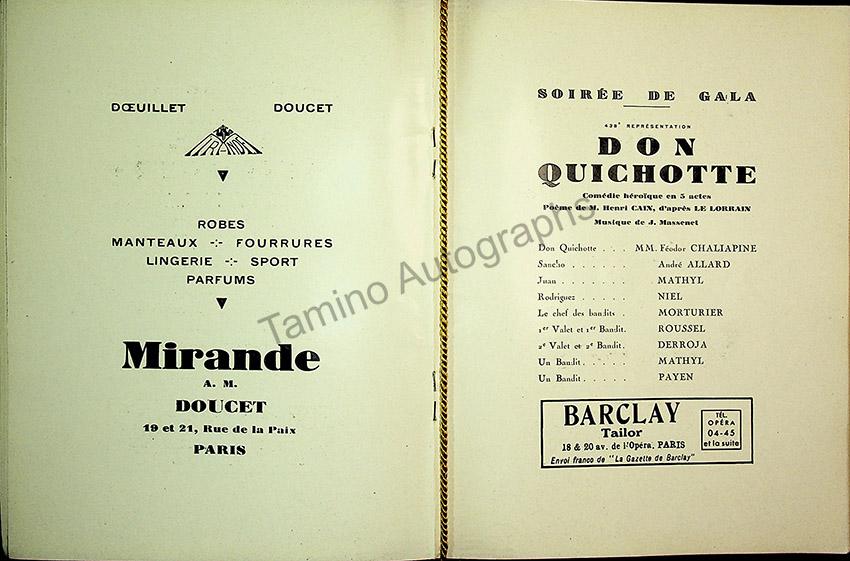 DŒUILLET DOUCET
ROBES
MANTEAUX -:- FOURRURES
LINGERIE -:- SPORT
PARFUMS
Mirande
A. M.
DOUCET
19 et 21, Rue de la Paix
PARIS
SOIRÉE DE GALA
438e REPRÉSENTATION
DON
QUICHOTTE
Comédie héroïque en 5 actes
Poème de M. Henri CAIN, d'après LE LORRAIN
Musique de J. Massenet
Don Quichotte . . . MM. Féodor CHALIAPINE
Sancho . . . . . . André ALLARD
Juan . . . . . . . MATHYL
Rodriguez . . . . . NIEL
Le chef des bandits . MORTURIER
1er Valet et 1er Bandit. ROUSSEL
2e Valet et 2e Bandit. DERROJA
Un Bandit . . . . . MATHYL
Un Bandit . . . . . PAYEN
BARCLAY
Tailor
18 & 20 av. de l'Opéra, PARIS
Envoi franco de "La Gazette de Barclay"
TÉL.
OPÉRA
04-45
et la suite
Tamino Autographs